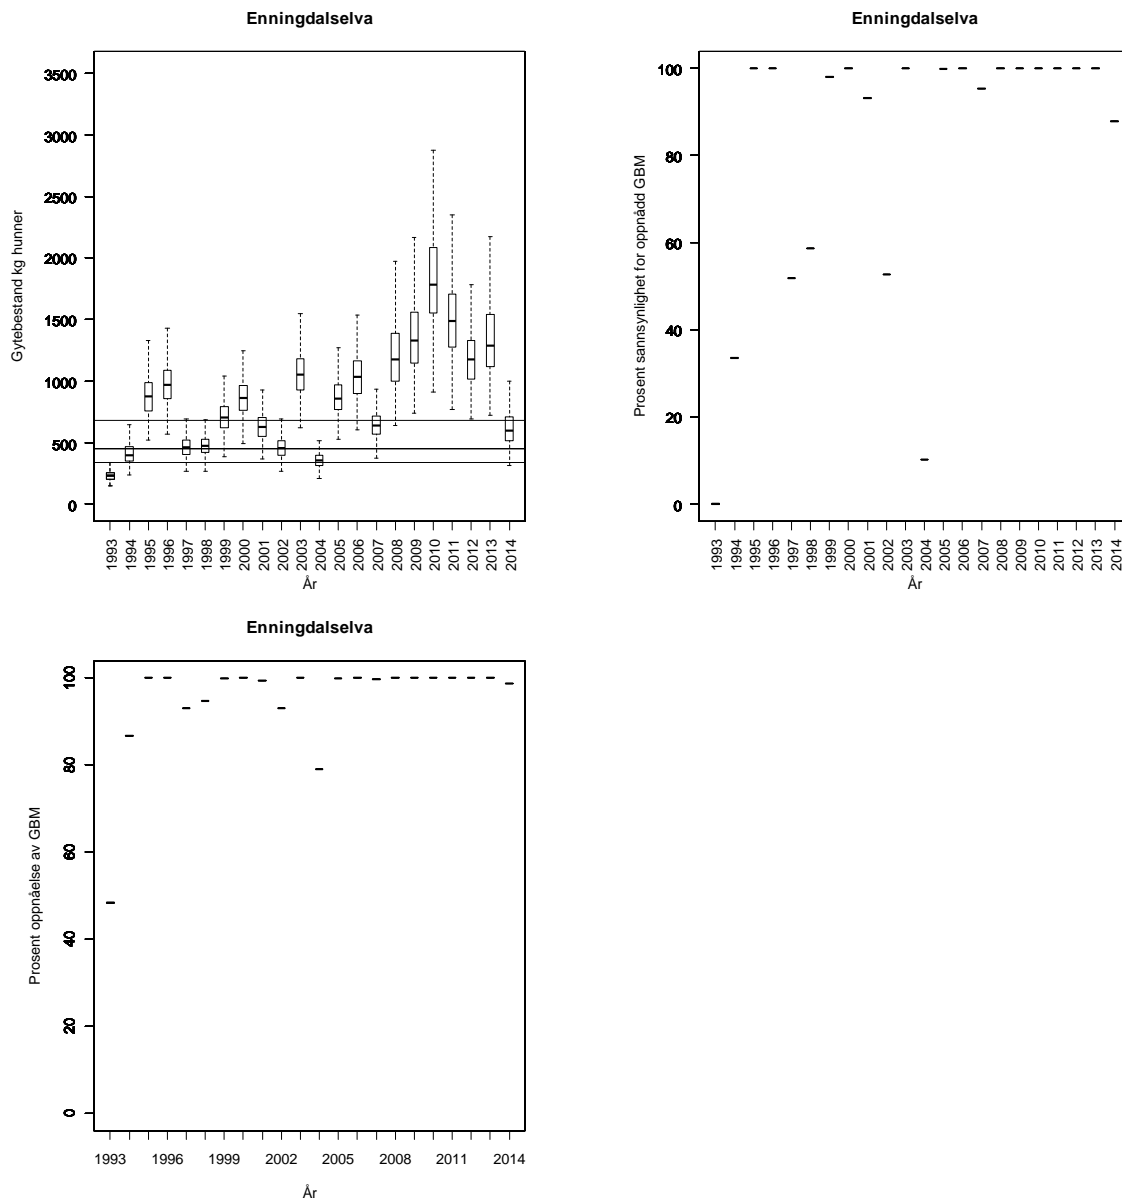 Enningdalselva
Gytebestand kg hunner
3500
3000
2500
2000
1500
1000
500
0
1993 1994 1995 1996 1997 1998 1999 2000 2001 2002 2003 2004 2005 2006 2007 2008 2009 2010 2011 2012 2013 2014
År
Enningdalselva
Prosent sannsynlighet for oppnådd GBM
100
80
60
40
20
0
1993 1994 1995 1996 1997 1998 1999 2000 2001 2002 2003 2004 2005 2006 2007 2008 2009 2010 2011 2012 2013 2014
År
Enningdalselva
Prosent oppnåelse av GBM
100
80
60
40
20
0
1993 1996 1999 2002 2005 2008 2011 2014
År